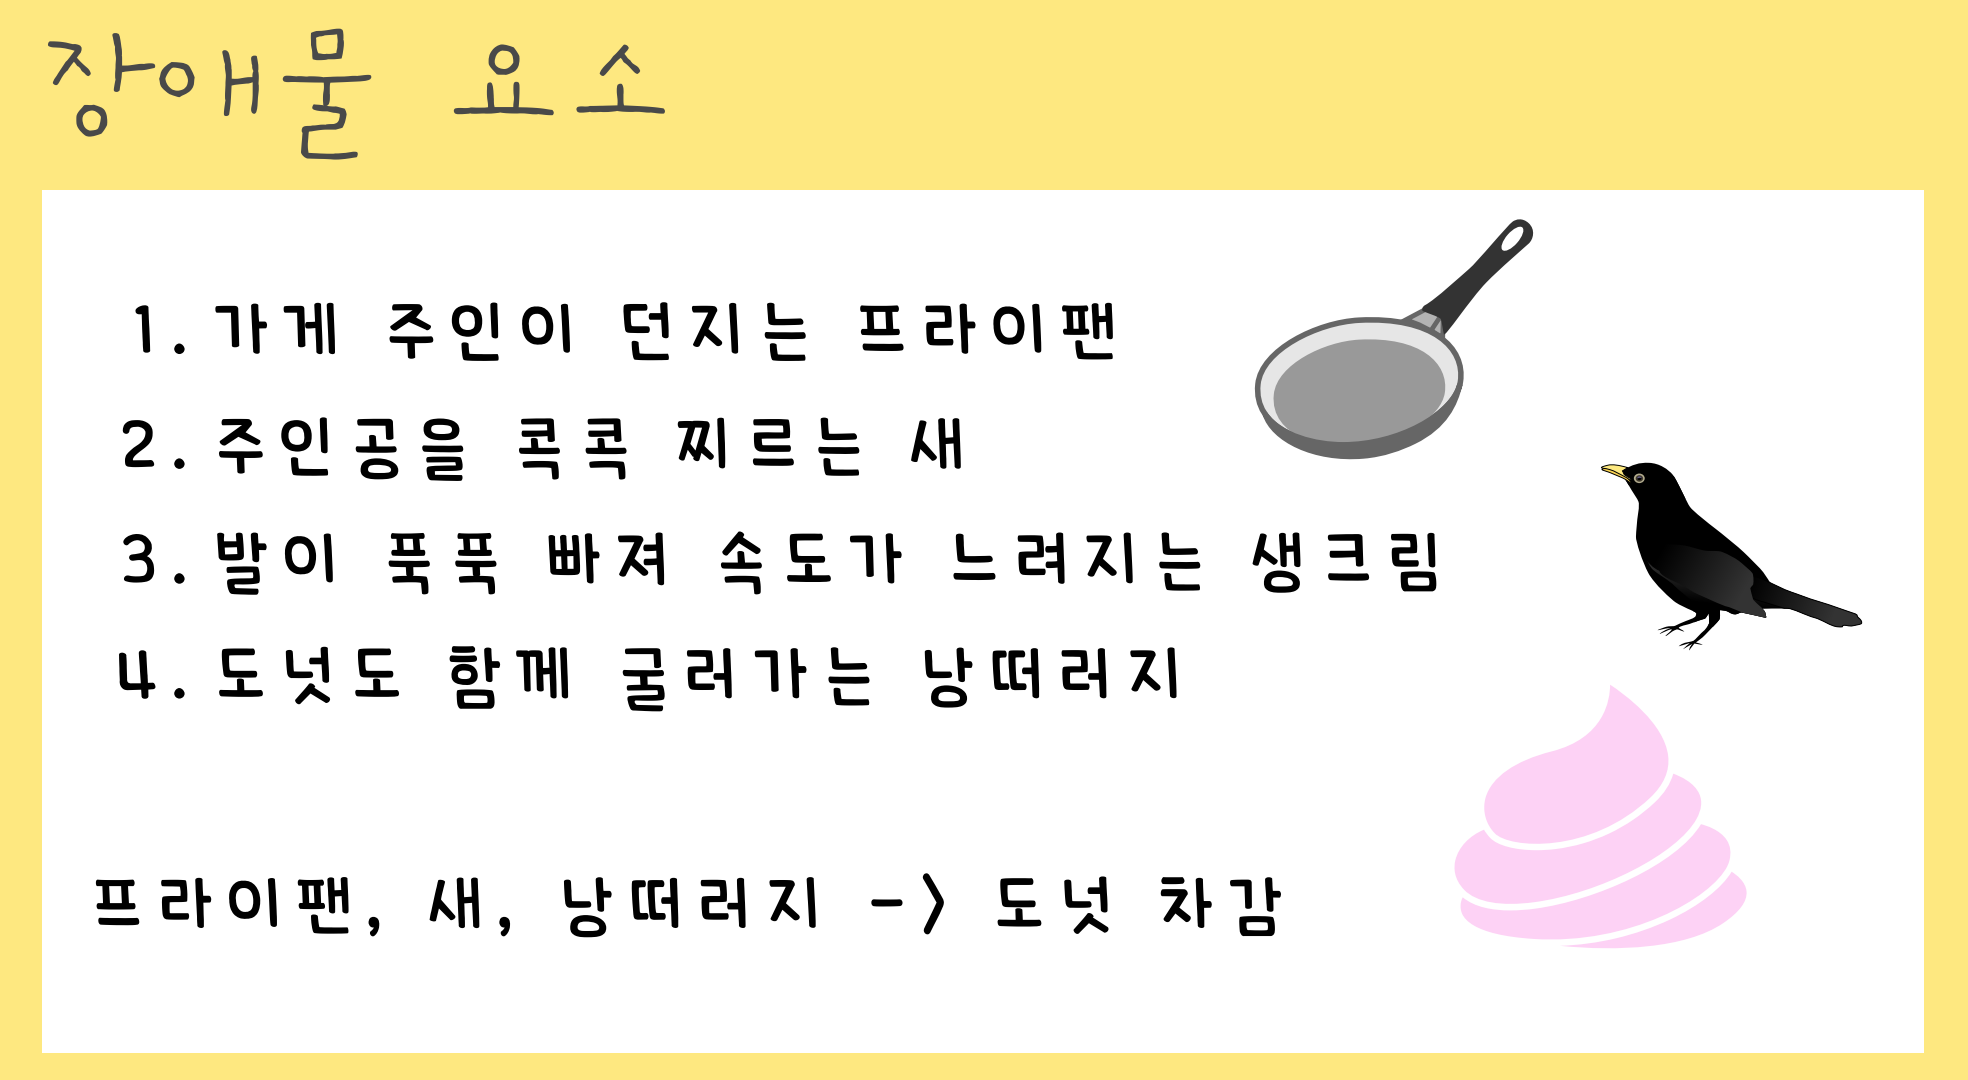 장애물 요소
1. 가게 주인이 던지는 프라이팬
2. 주인공을 콕콕 찌르는 새
3. 발이 푹푹 빠져 속도가 느려지는 생크림
4. 도넛도 함께 굴러가는 낭떠러지
프라이팬, 새, 낭떠러지 -> 도넛 차감